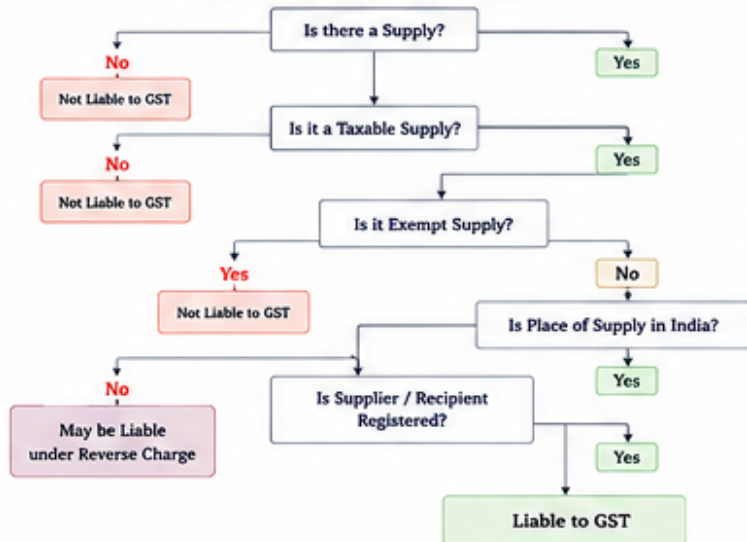 Is there a Supply?
No
Yes
Not Liable to GST
Is it a Taxable Supply?
No
Yes
Not Liable to GST
Is it Exempt Supply?
Yes
No
Not Liable to GST
Is Place of Supply in India?
No
Yes
Is Supplier / Recipient
Registered?
May be Liable
under Reverse Charge
Yes
Liable to GST